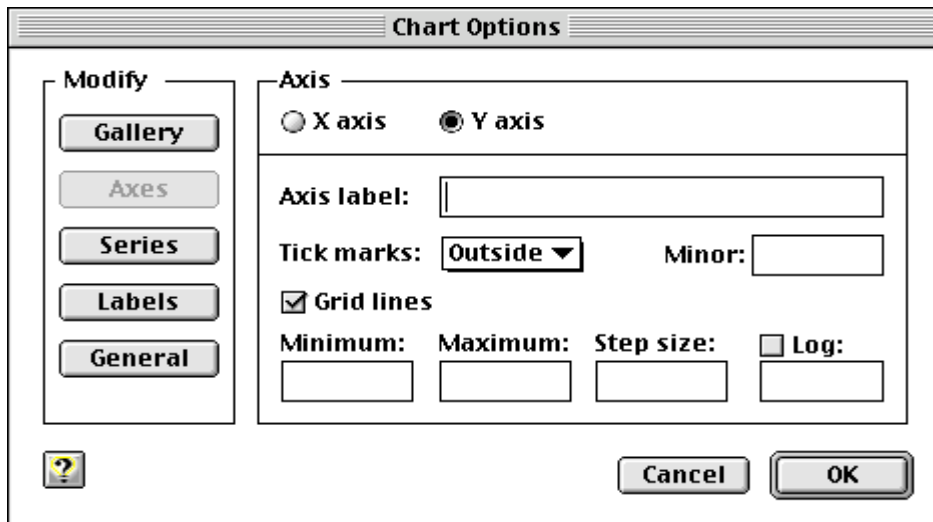 Chart Options
Modify
Gallery
Axes
Series
Labels
General
Axis
X axis Y axis
Axis label:
Tick marks: Outside Minor:
Grid lines
Minimum: Maximum: Step size: Log:
?
Cancel OK